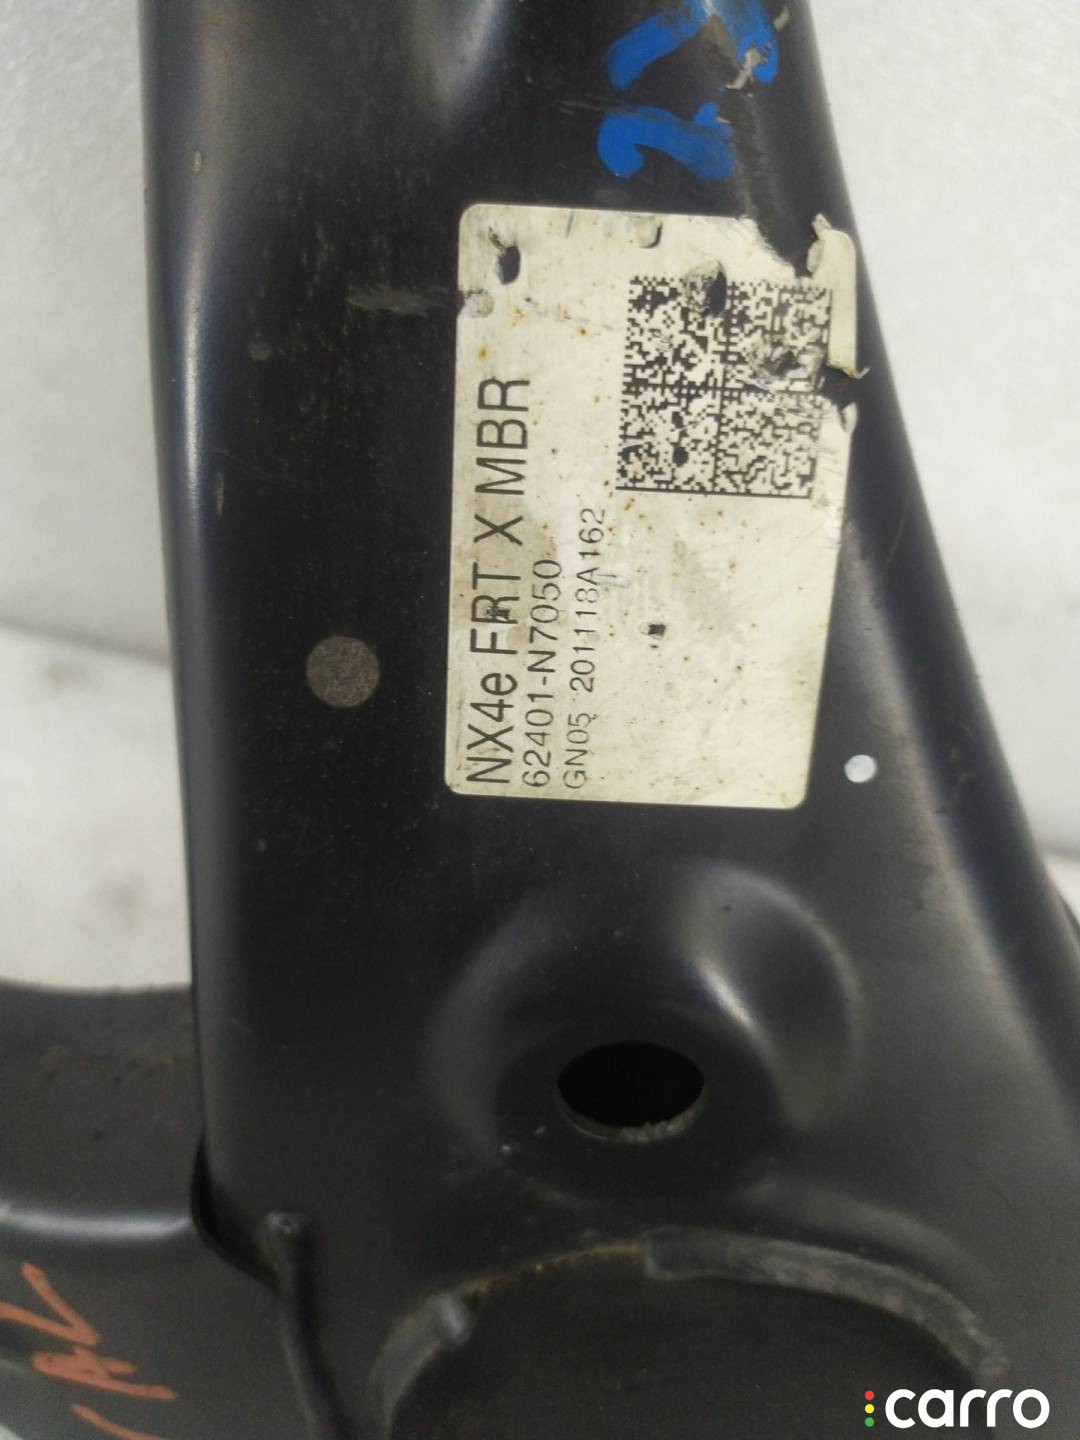 NX4e FRT X MBR
62401-N7050
GN05 201118A162
carro